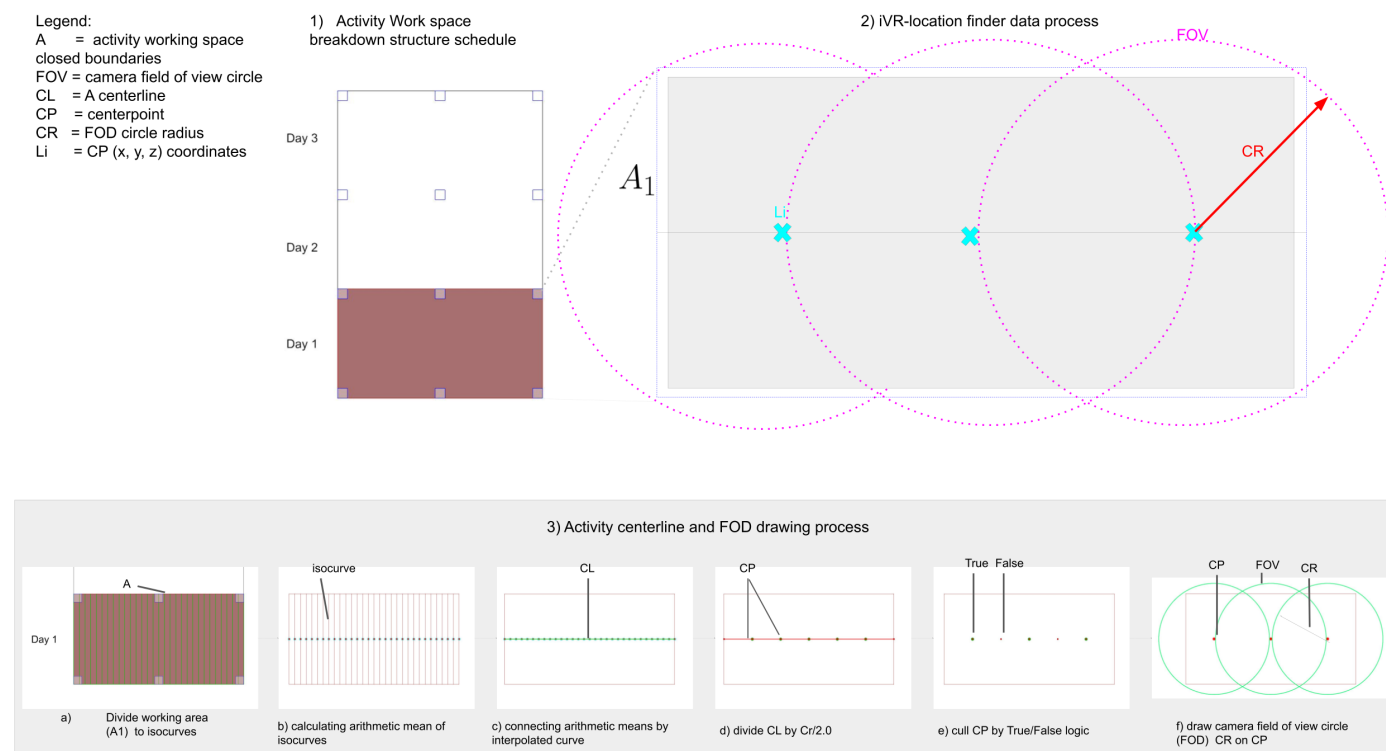 Legend:
A = activity working space
closed boundaries
FOV = camera field of view circle
CL = A centerline
CP = centerpoint
CR = FOD circle radius
Li = CP (x, y, z) coordinates
1) Activity Work space
breakdown structure schedule
Day 3
Day 2
Day 1
2) iVR-location finder data process
FOV
A1
CR
Li
3) Activity centerline and FOD drawing process
A
Day 1
a) Divide working area
(A1) to isocurves
isocurve
b) calculating arithmetic mean of
isocurves
CL
c) connecting arithmetic means by
interpolated curve
CP
d) divide CL by Cr/2.0
True False
e) cull CP by True/False logic
CP FOV CR
f) draw camera field of view circle
(FOD) CR on CP